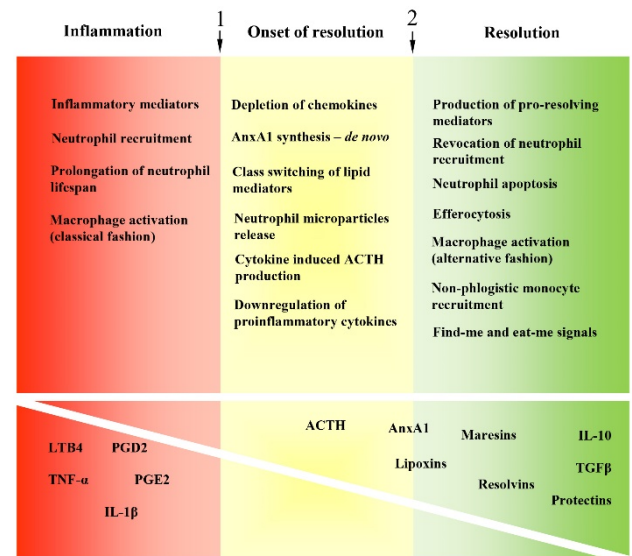 1
2
Inflammation
Onset of resolution
Resolution
Inflammatory mediators
Neutrophil recruitment
Prolongation of neutrophil
lifespan
Macrophage activation
(classical fashion)
Depletion of chemokines
AnxA1 synthesis – de novo
Class switching of lipid
mediators
Neutrophil microparticles
release
Cytokine induced ACTH
production
Downregulation of
proinflammatory cytokines
Production of pro-resolving
mediators
Revocation of neutrophil
recruitment
Neutrophil apoptosis
Efferocytosis
Macrophage activation
(alternative fashion)
Non-phlogistic monocyte
recruitment
Find-me and eat-me signals
LTB4
PGD2
TNF-α
PGE2
IL-1β
ACTH
AnxA1
Lipoxins
Maresins
Resolvins
IL-10
TGFβ
Protectins